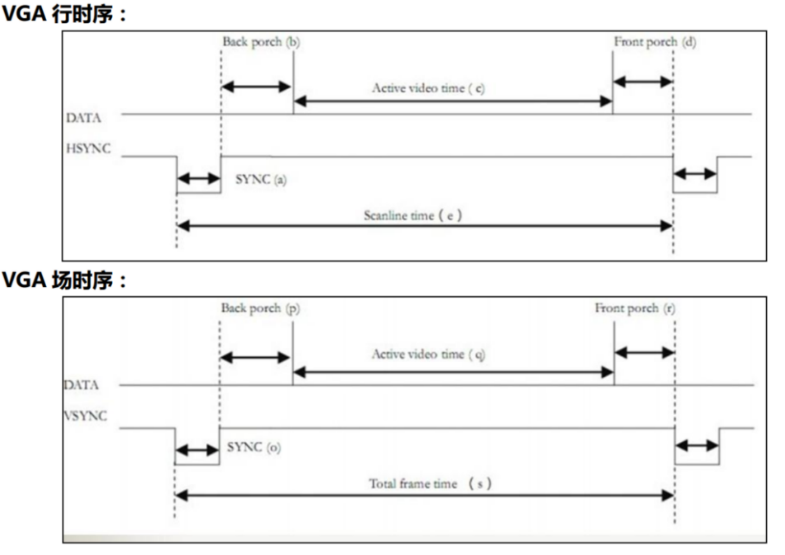 VGA 行时序：
Back porch (b)
Front porch (d)
Active video time ( c)
DATA
HSYNC
SYNC (a)
Scanline time ( e )
VGA 场时序：
Back porch (p)
Front porch (r)
Active video time ( q)
DATA
VSYNC
SYNC (o)
Total frame time ( s )